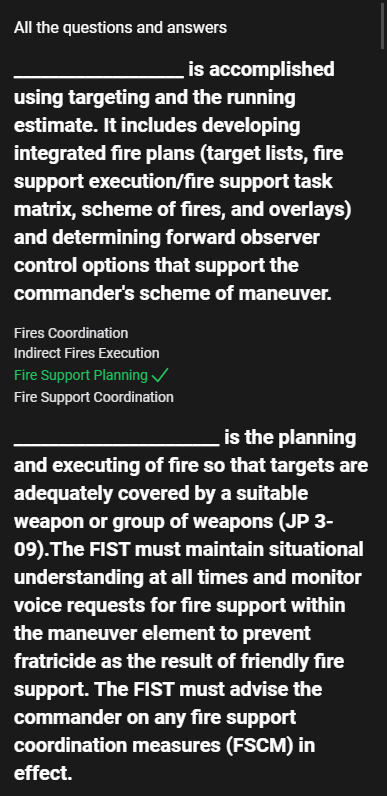 All the questions and answers
___________________ is accomplished
using targeting and the running
estimate. It includes developing
integrated fire plans (target lists, fire
support execution/fire support task
matrix, scheme of fires, and overlays)
and determining forward observer
control options that support the
commander's scheme of maneuver.
Fires Coordination
Indirect Fires Execution
Fire Support Planning ✓
Fire Support Coordination
_______________________ is the planning
and executing of fire so that targets are
adequately covered by a suitable
weapon or group of weapons (JP 3-
09).The FIST must maintain situational
understanding at all times and monitor
voice requests for fire support within
the maneuver element to prevent
fratricide as the result of friendly fire
support. The FIST must advise the
commander on any fire support
coordination measures (FSCM) in
effect.